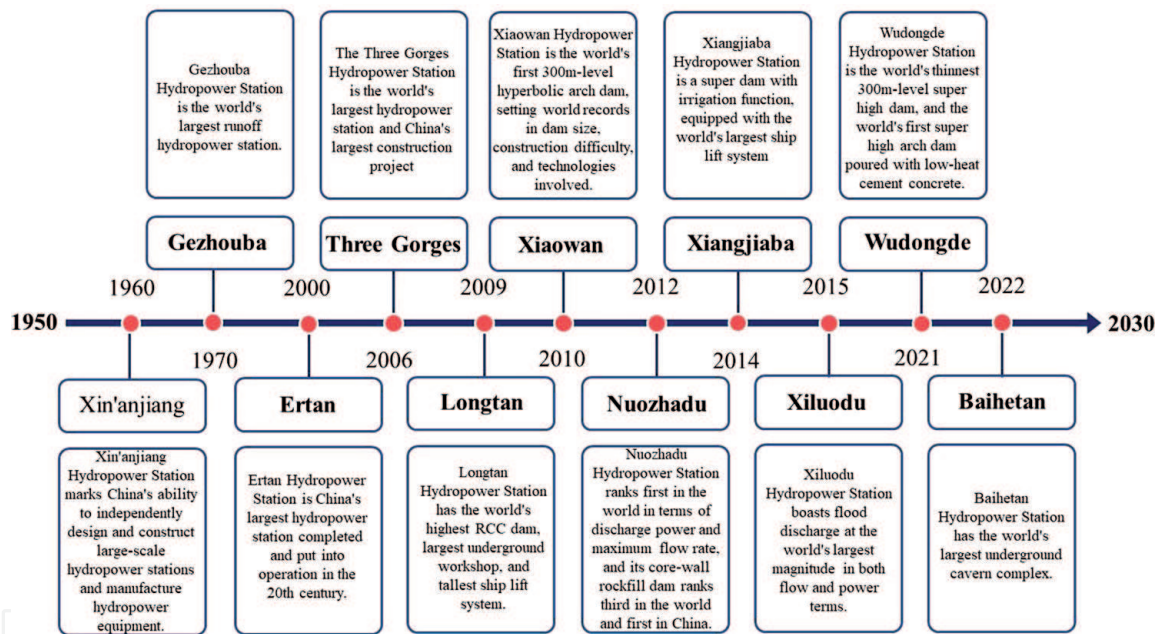 Gezhouba
Hydropower Station
is the world's
largest runoff
hydropower station.
The Three Gorges
Hydropower Station
is the world's
largest hydropower
station and China's
largest construction
project
Xiaowan Hydropower
Station is the world's
first 300m-level
hyperbolic arch dam,
setting world records
in dam size,
construction difficulty,
and technologies
involved.
Xiangjiaba
Hydropower Station
is a super dam with
irrigation function,
equipped with the
world's largest ship
lift system
Wudongde
Hydropower Station
is the world's thinnest
300m-level super
high dam, and the
world's first super
high arch dam
poured with low-heat
cement concrete.
Gezhouba
Three Gorges
Xiaowan
Xiangjiaba
Wudongde
1960
2000
2009
2012
2015
2022
1950
2030
1970
2006
2010
2014
2021
Xin'anjiang
Ertan
Longtan
Nuozhadu
Xiluodu
Baihetan
Xin'anjiang
Hydropower Station
marks China's ability
to independently
design and construct
large-scale
hydropower stations
and manufacture
hydropower
equipment.
Ertan Hydropower
Station is China's
largest hydropower
station completed
and put into
operation in the
20th century.
Longtan
Hydropower Station
has the world's
highest RCC dam,
largest underground
workshop, and
tallest ship lift
system.
Nuozhadu
Hydropower Station
ranks first in the
world in terms of
discharge power and
maximum flow rate,
and its core-wall
rockfill dam ranks
third in the world
and first in China.
Xiluodu
Hydropower Station
boasts flood
discharge at the
world's largest
magnitude in both
flow and power
terms.
Baihetan
Hydropower Station
has the world's
largest underground
cavern complex.